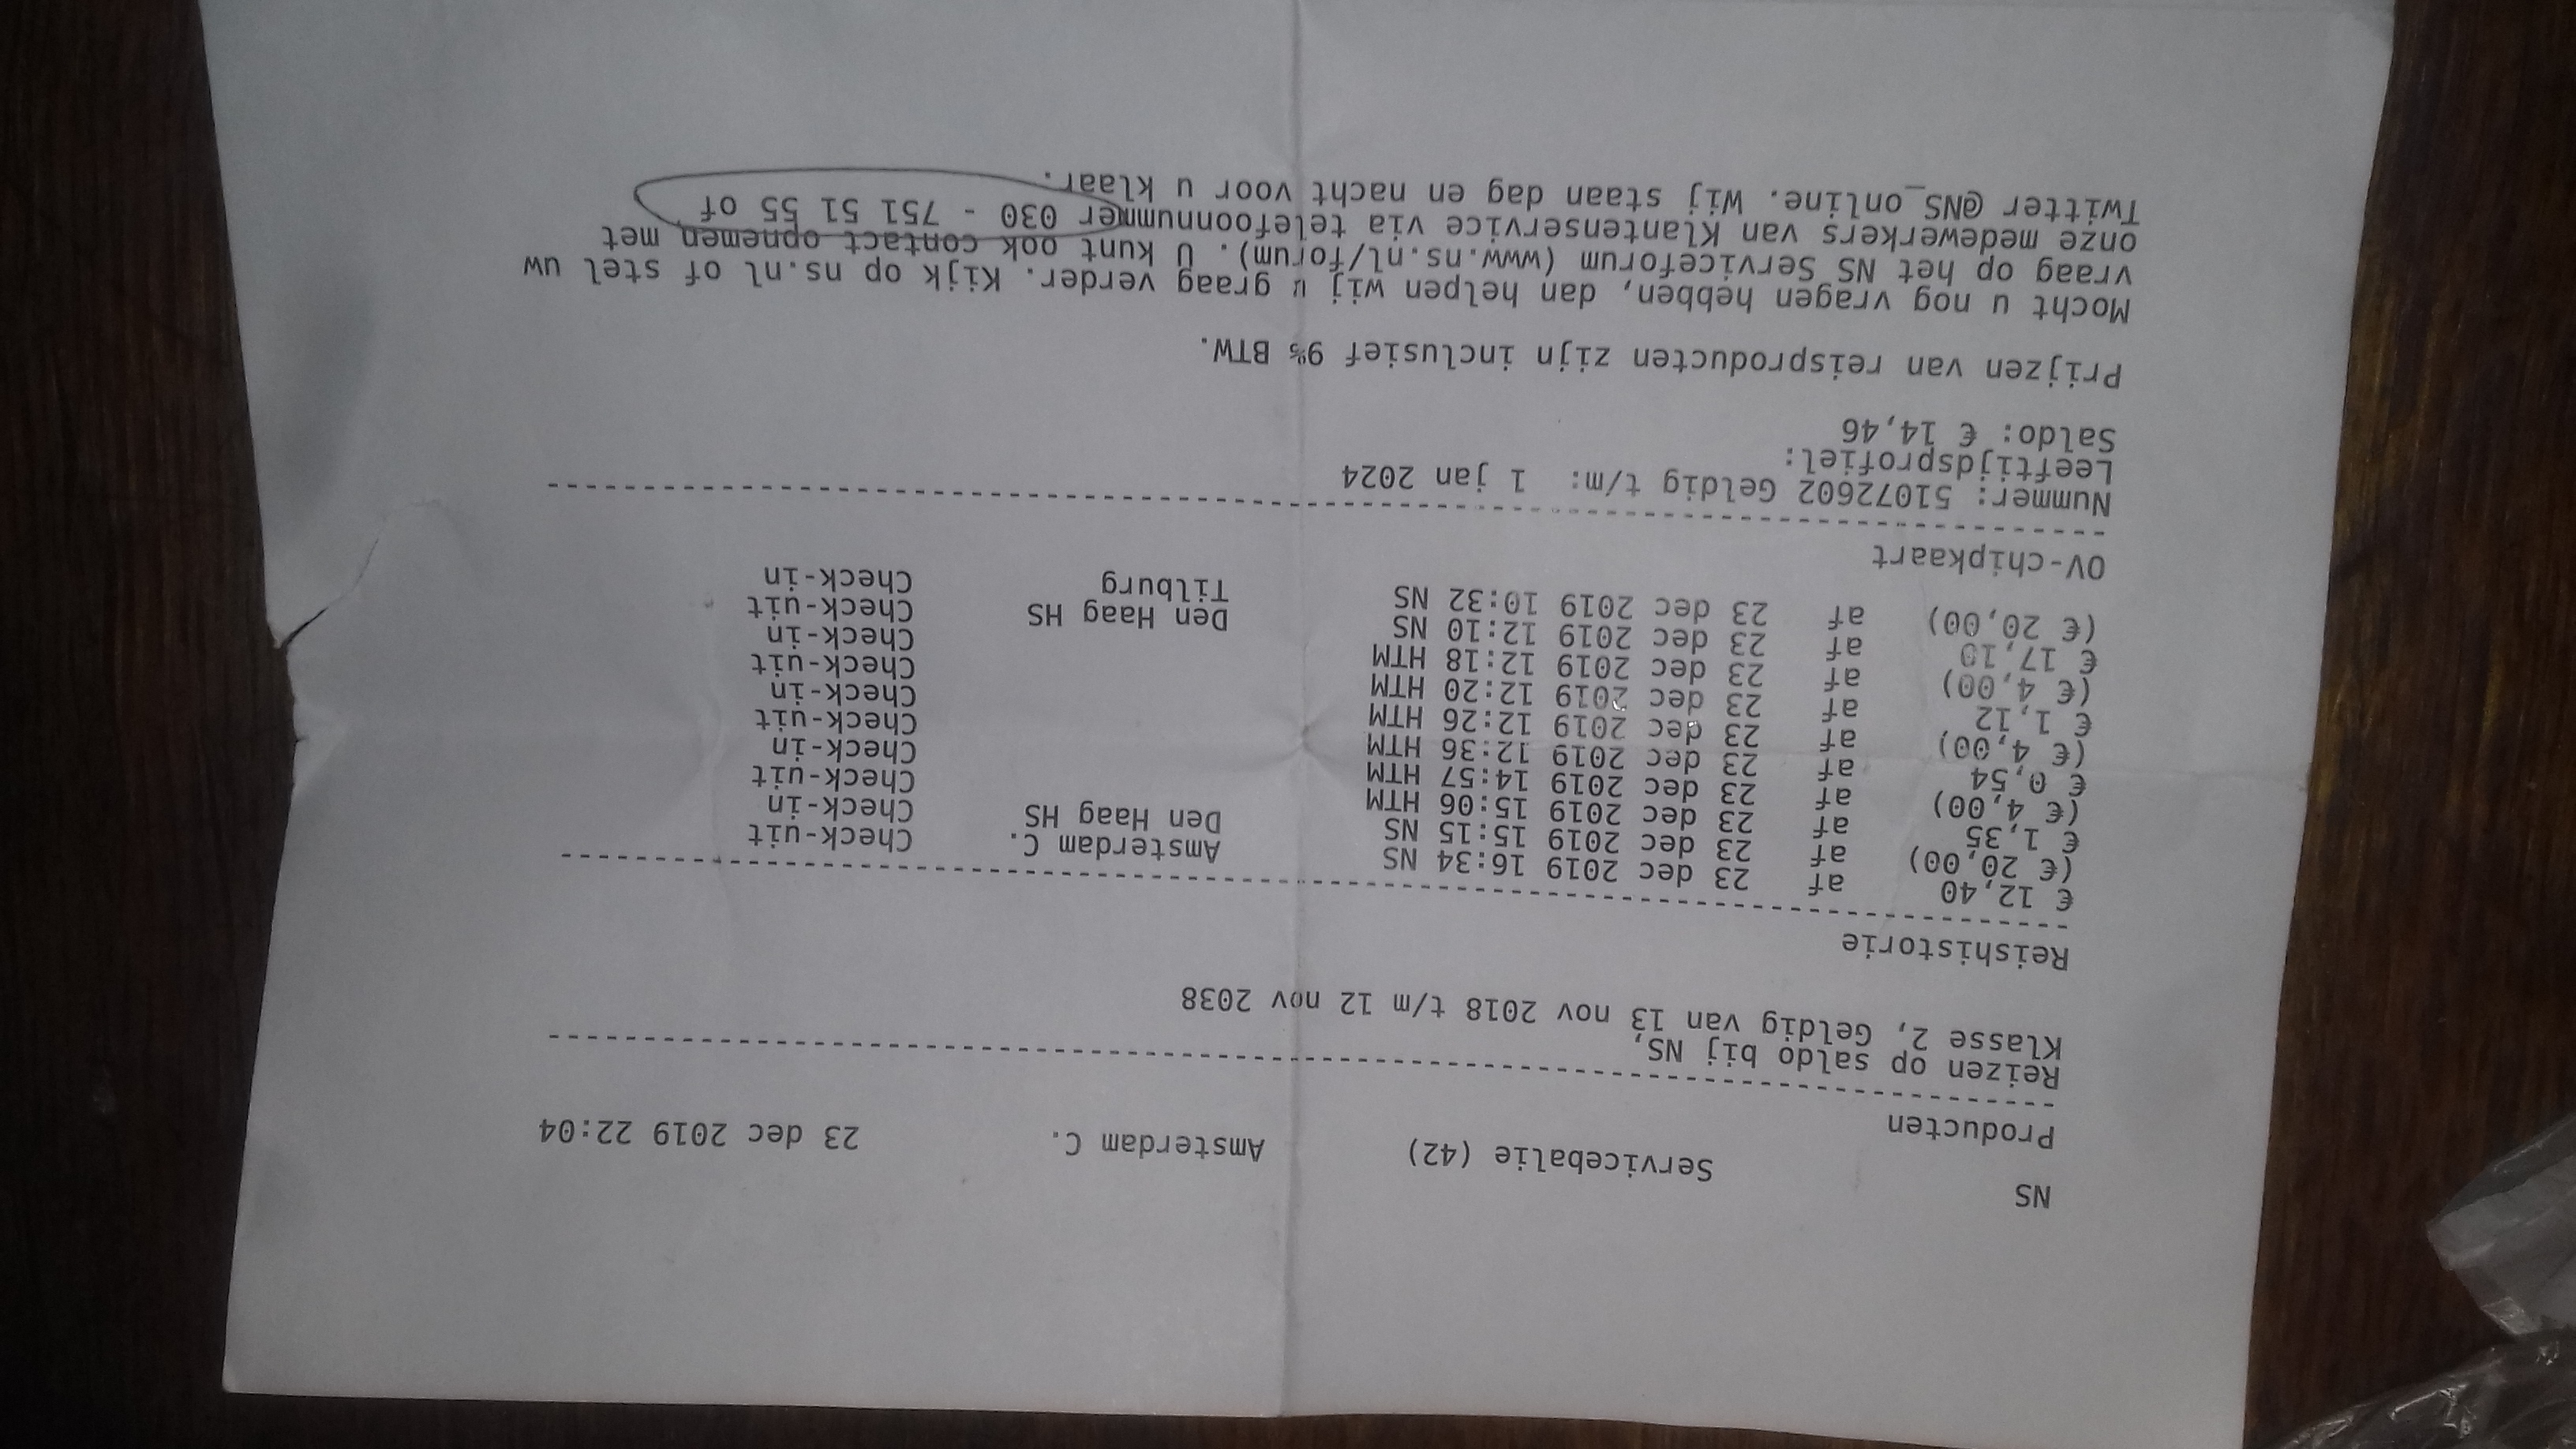 NS Servicebalie (42) Amsterdam C. 23 dec 2019 22:04
Producten
--------------------------------------------------------------------------------
Reizen op saldo bij NS,
Klasse 2, Geldig van 13 nov 2018 t/m 12 nov 2038
Reishistorie
--------------------------------------------------------------------------------
€ 12,40 af 23 dec 2019 16:34 NS Amsterdam C. Check-uit
(€ 20,00) af 23 dec 2019 15:15 NS Den Haag HS Check-in
€ 1,35 af 23 dec 2019 15:06 HTM Check-uit
(€ 4,00) af 23 dec 2019 14:57 HTM Check-in
€ 0,54 af 23 dec 2019 12:36 HTM Check-uit
(€ 4,00) af 23 dec 2019 12:26 HTM Check-in
€ 1,12 af 23 dec 2019 12:20 HTM Check-uit
(€ 4,00) af 23 dec 2019 12:18 HTM Check-in
€ 17,10 af 23 dec 2019 12:10 NS Den Haag HS Check-uit
(€ 20,00) af 23 dec 2019 10:32 NS Tilburg Check-in
OV-chipkaart
--------------------------------------------------------------------------------
Nummer: 51072602 Geldig t/m: 1 jan 2024
Leeftijdsprofiel:
Saldo: € 14,46
Prijzen van reisproducten zijn inclusief 9% BTW.
Mocht u nog vragen hebben, dan helpen wij u graag verder. Kijk op ns.nl of stel uw
vraag op het NS Serviceforum (www.ns.nl/forum). U kunt ook contact opnemen met
onze medewerkers van Klantenservice via telefoonnummer 030 - 751 51 55 of
Twitter @NS_online. Wij staan dag en nacht voor u klaar.